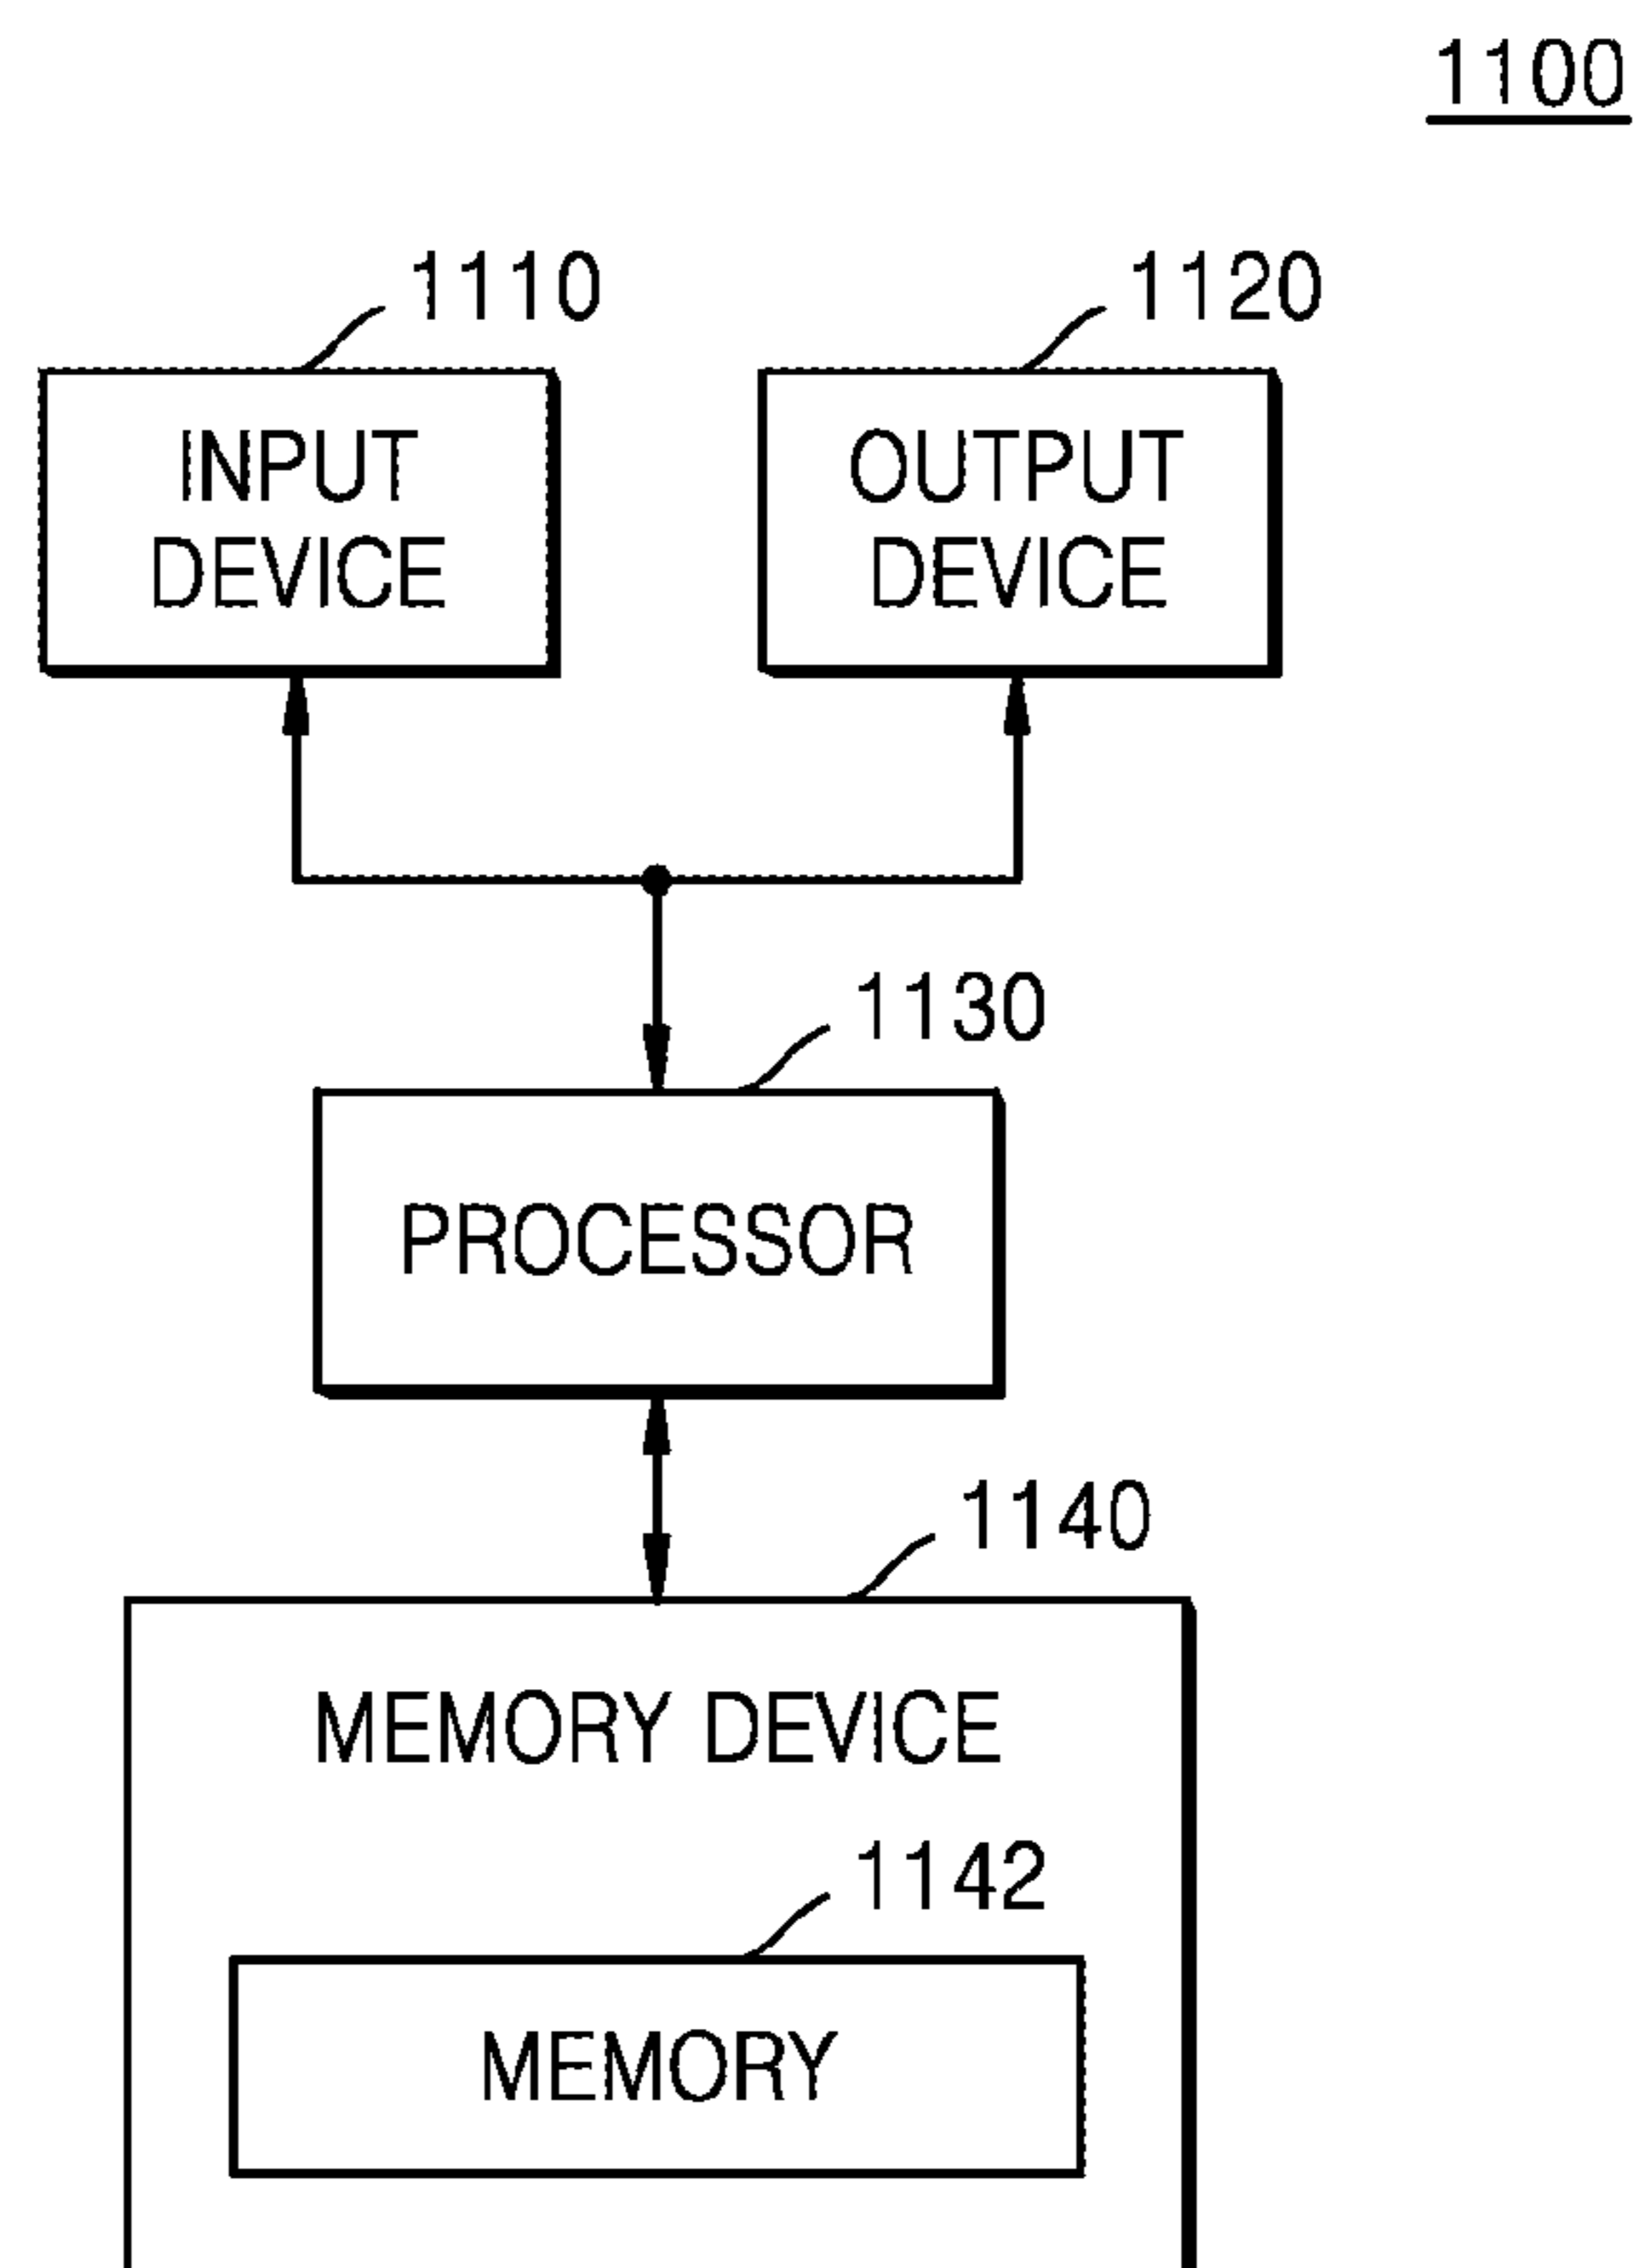 1100
1110
1120
INPUT
DEVICE
OUTPUT
DEVICE
1130
PROCESSOR
1140
MEMORY DEVICE
1142
MEMORY